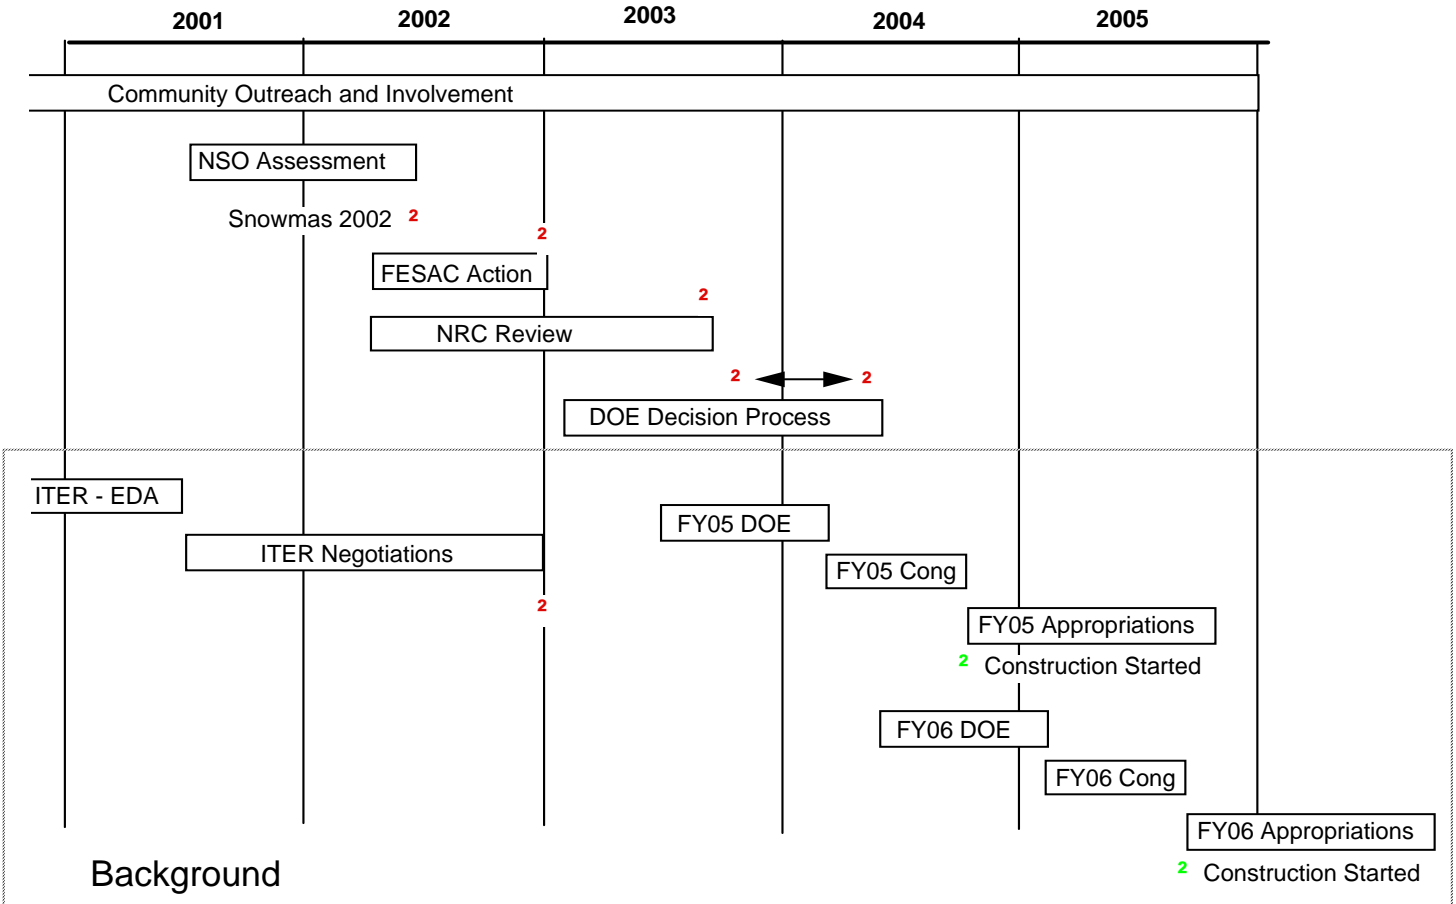 2001 2002 2003 2004 2005
Community Outreach and Involvement
NSO Assessment
Snowmas 2002 2
2
FESAC Action
2
NRC Review
2 2
DOE Decision Process
ITER - EDA
FY05 DOE
ITER Negotiations
FY05 Cong
2
FY05 Appropriations
2 Construction Started
FY06 DOE
FY06 Cong
FY06 Appropriations
Background
2 Construction Started